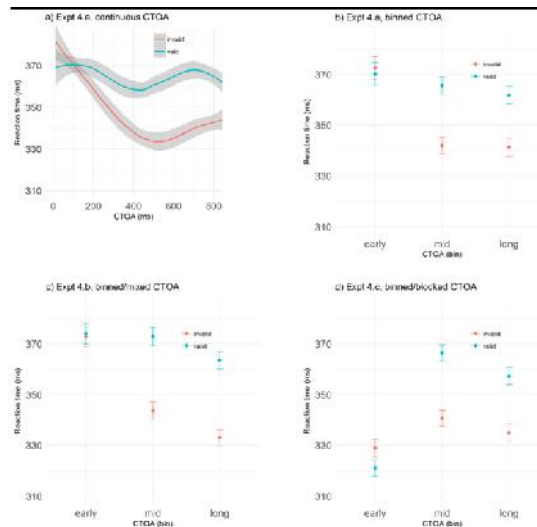 a) Expt 4.a, continuous CTOA
invalid
valid
Reaction time (ms)
370
350
330
310
0
200
400
600
800
CTOA (ms)
b) Expt 4.a, binned CTOA
invalid
valid
Reaction time (ms)
370
350
330
310
early
mid
long
CTOA (bin)
c) Expt 4.b, binned/mixed CTOA
invalid
valid
Reaction time (ms)
370
350
330
310
early
mid
long
CTOA (bin)
d) Expt 4.c, binned/blocked CTOA
invalid
valid
Reaction time (ms)
370
350
330
310
early
mid
long
CTOA (bin)